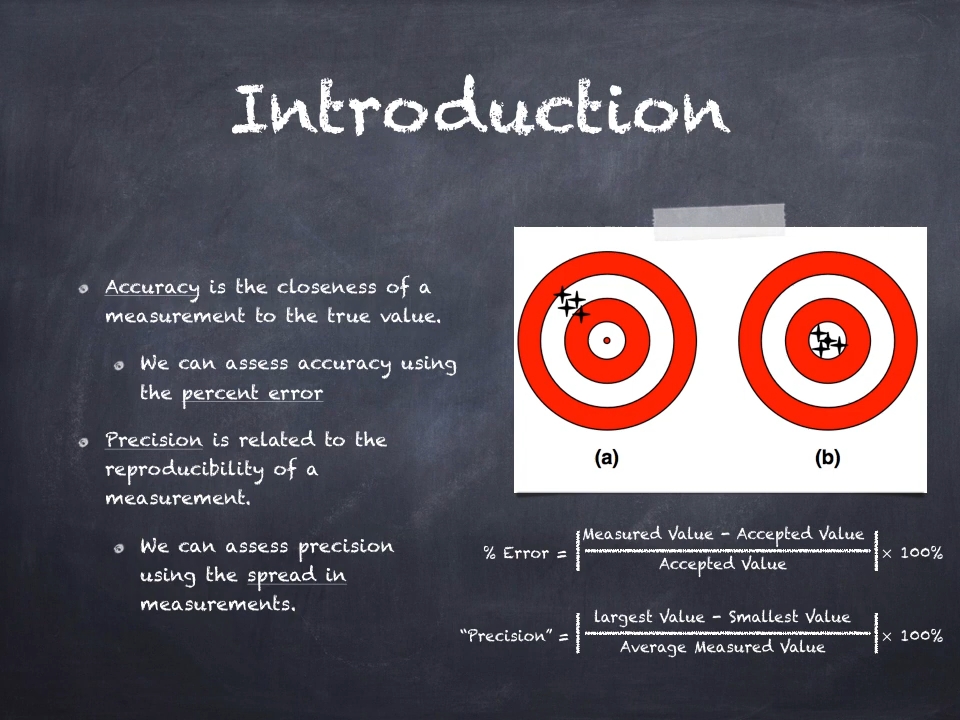 Introduction
Accuracy is the closeness of a
measurement to the true value.
We can assess accuracy using
the percent error
Precision is related to the
reproducibility of a
measurement.
We can assess precision
using the spread in
measurements.
(a) (b)
% Error = | Measured Value - Accepted Value | × 100%
Accepted Value
"Precision" = | largest Value - Smallest Value | × 100%
Average Measured Value